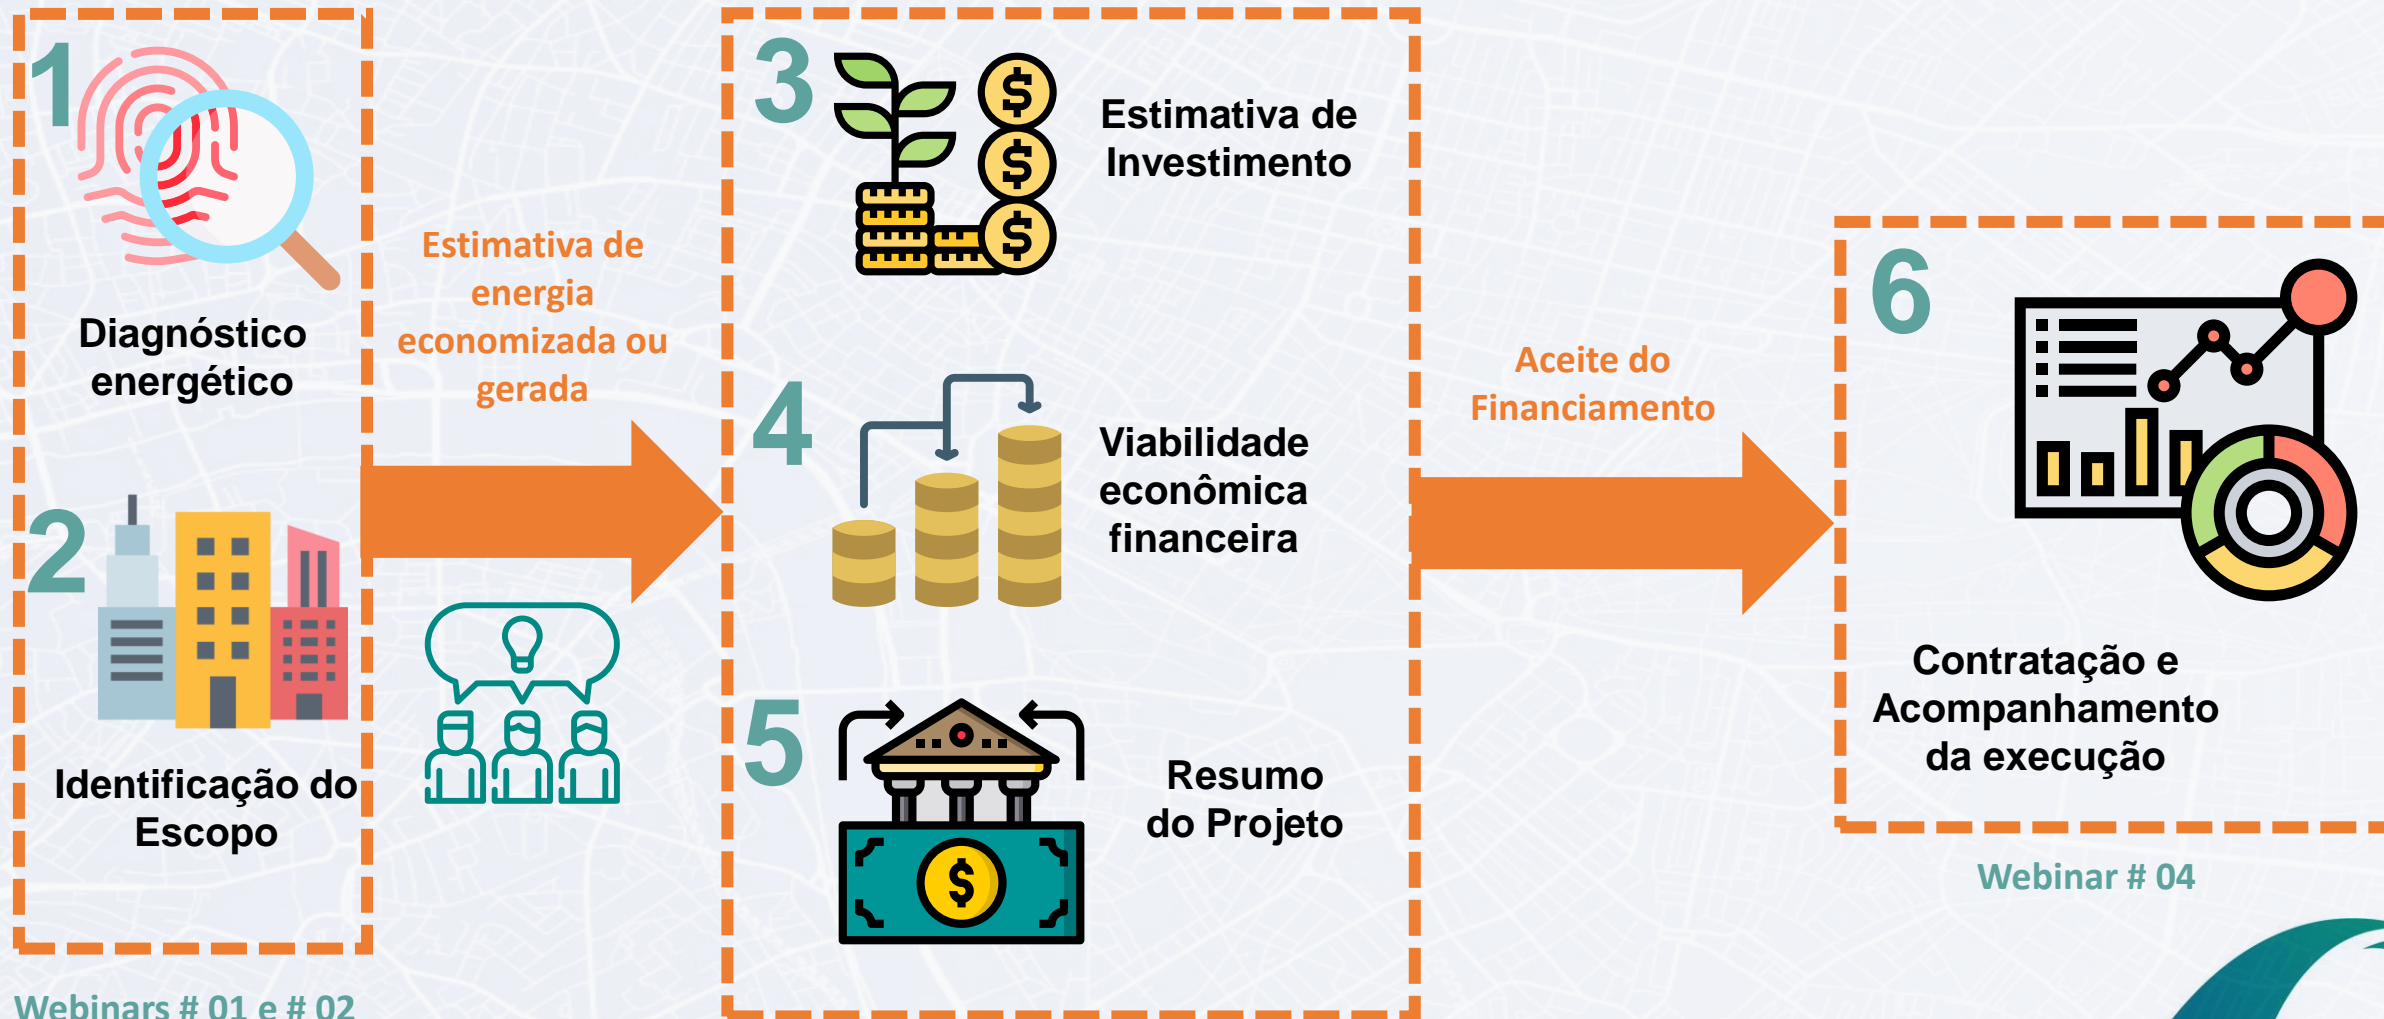 1
Diagnóstico
energético
2
Identificação do
Escopo
Webinars # 01 e # 02
Estimativa de
energia
economizada ou
gerada
3
Estimativa de
Investimento
4
Viabilidade
econômica
financeira
5
Resumo
do Projeto
Aceite do
Financiamento
6
Contratação e
Acompanhamento
da execução
Webinar # 04